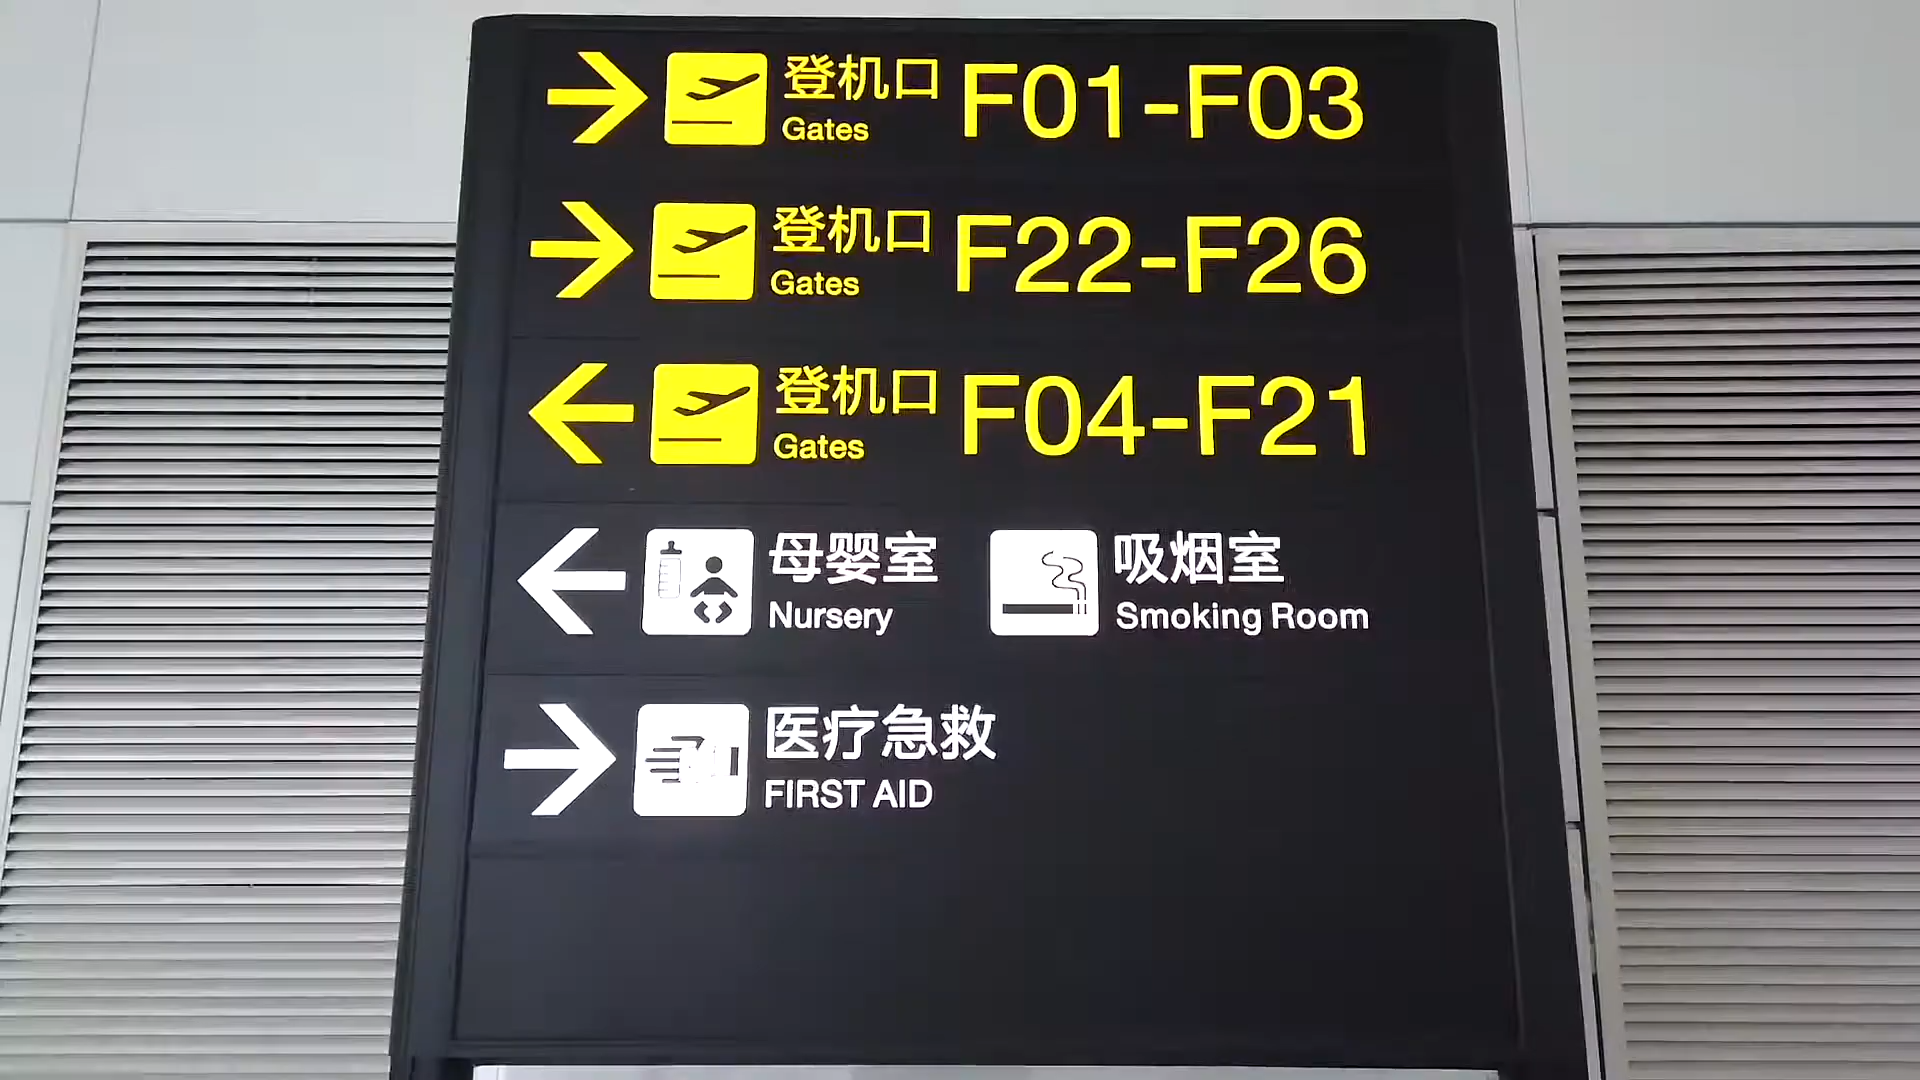 登机口 F01-F03
Gates
登机口 F22-F26
Gates
登机口 F04-F21
Gates
母婴室 吸烟室
Nursery Smoking Room
医疗急救
FIRST AID